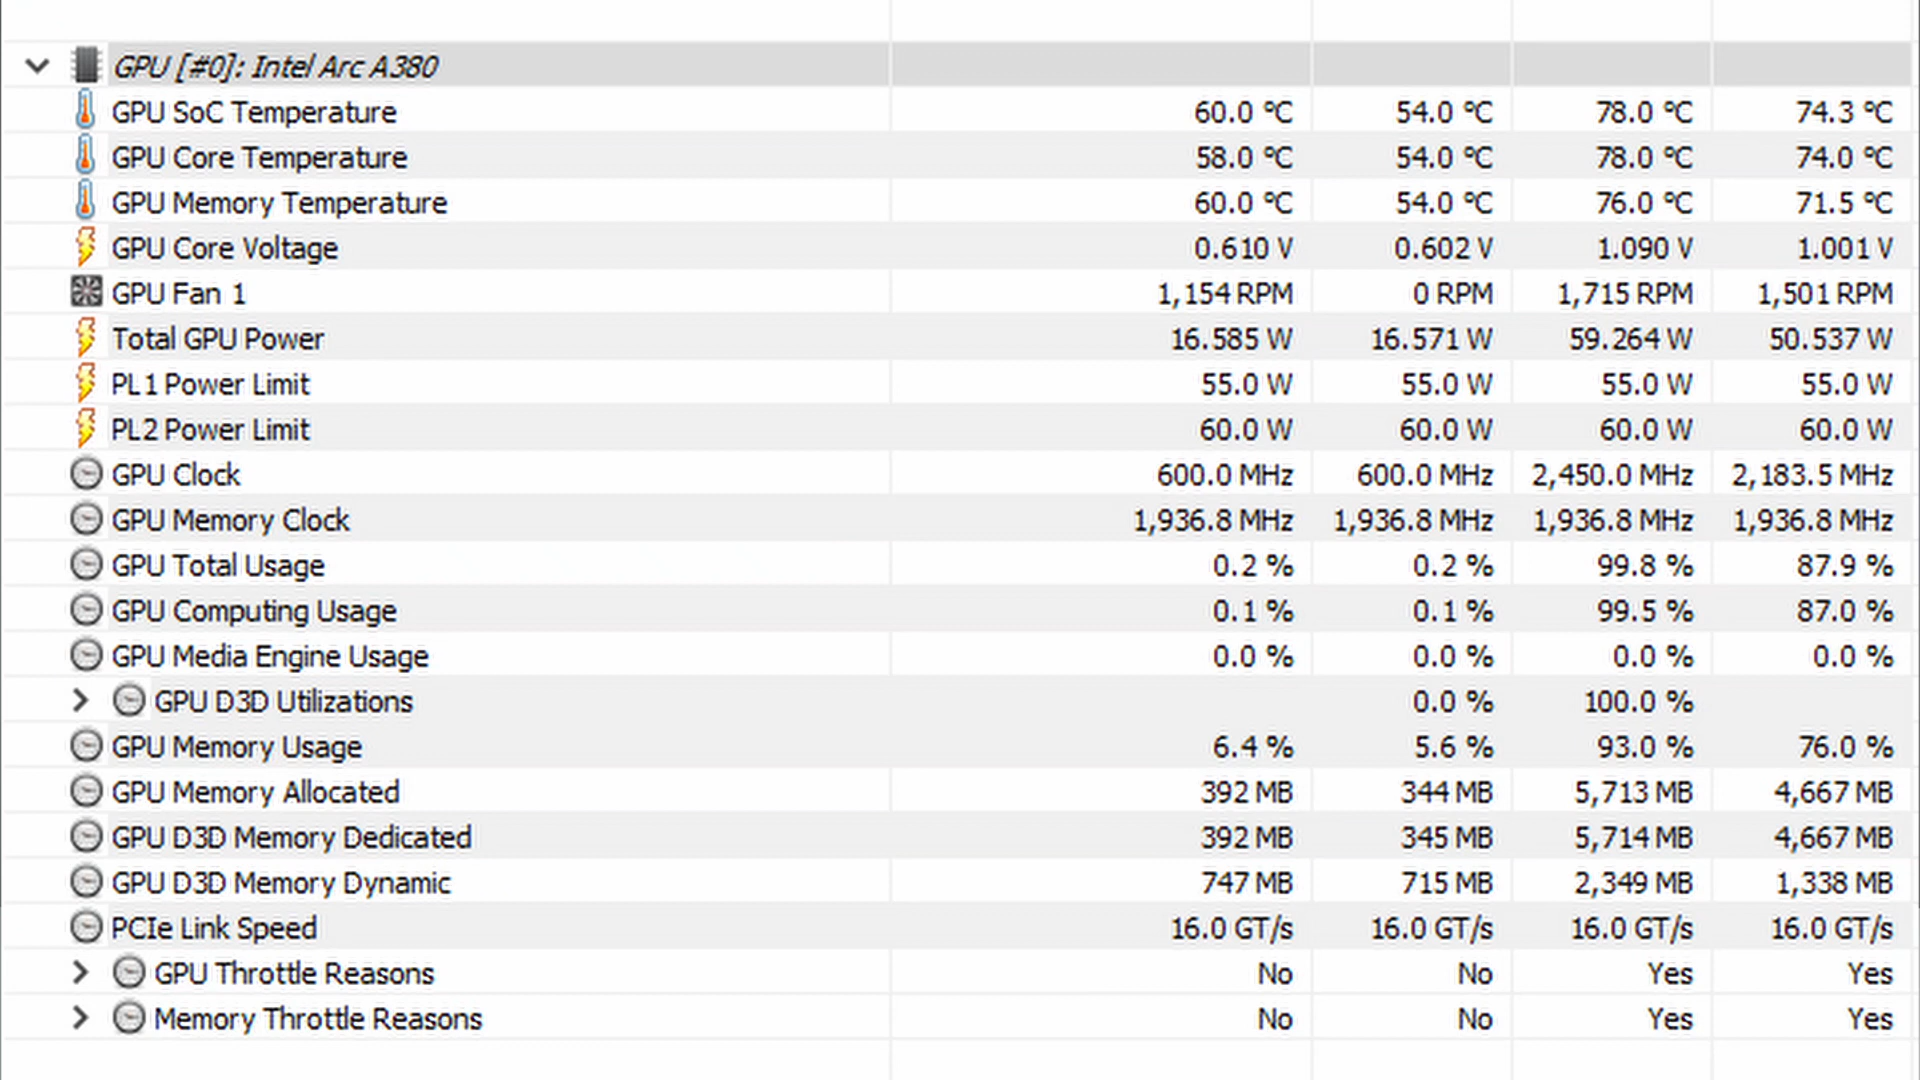 GPU [#0]: Intel Arc A380
GPU SoC Temperature 60.0 °C 54.0 °C 78.0 °C 74.3 °C
GPU Core Temperature 58.0 °C 54.0 °C 78.0 °C 74.0 °C
GPU Memory Temperature 60.0 °C 54.0 °C 76.0 °C 71.5 °C
GPU Core Voltage 0.610 V 0.602 V 1.090 V 1.001 V
GPU Fan 1 1,154 RPM 0 RPM 1,715 RPM 1,501 RPM
Total GPU Power 16.585 W 16.571 W 59.264 W 50.537 W
PL1 Power Limit 55.0 W 55.0 W 55.0 W 55.0 W
PL2 Power Limit 60.0 W 60.0 W 60.0 W 60.0 W
GPU Clock 600.0 MHz 600.0 MHz 2,450.0 MHz 2,183.5 MHz
GPU Memory Clock 1,936.8 MHz 1,936.8 MHz 1,936.8 MHz 1,936.8 MHz
GPU Total Usage 0.2 % 0.2 % 99.8 % 87.9 %
GPU Computing Usage 0.1 % 0.1 % 99.5 % 87.0 %
GPU Media Engine Usage 0.0 % 0.0 % 0.0 % 0.0 %
GPU D3D Utilizations 0.0 % 100.0 %
GPU Memory Usage 6.4 % 5.6 % 93.0 % 76.0 %
GPU Memory Allocated 392 MB 344 MB 5,713 MB 4,667 MB
GPU D3D Memory Dedicated 392 MB 345 MB 5,714 MB 4,667 MB
GPU D3D Memory Dynamic 747 MB 715 MB 2,349 MB 1,338 MB
PCIe Link Speed 16.0 GT/s 16.0 GT/s 16.0 GT/s 16.0 GT/s
GPU Throttle Reasons No No Yes Yes
Memory Throttle Reasons No No Yes Yes